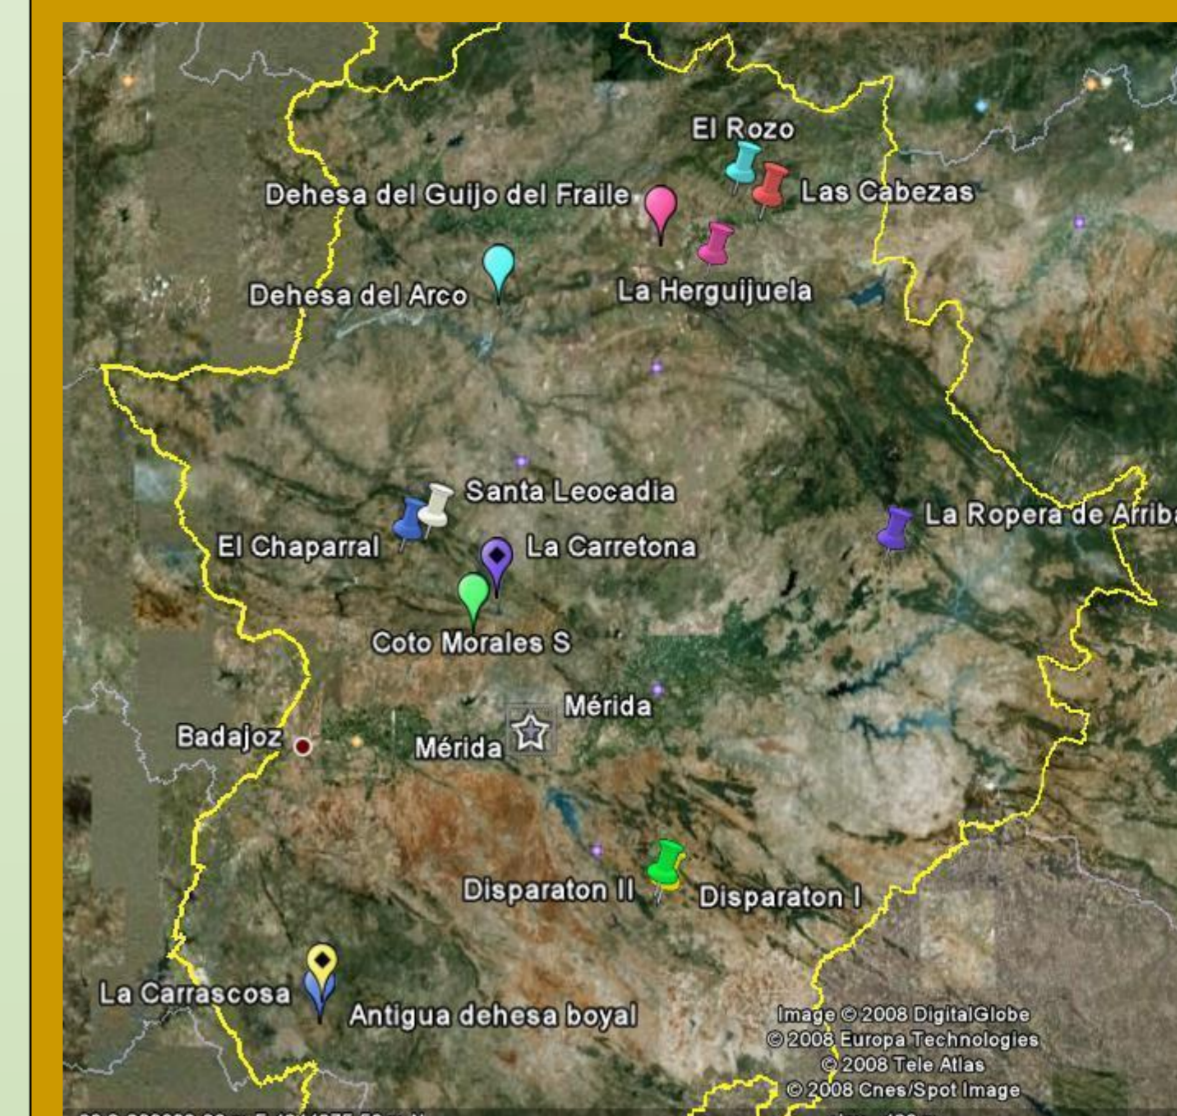 El Rozo
Dehesa del Guijo del Fraile
Las Cabezas
La Herguijuela
Dehesa del Arco
Santa Leocadia
La Ropera de Arriba
El Chaparral
La Carretona
Coto Morales S
Mérida
Badajoz
Mérida
Disparaton II
Disparaton I
La Carrascosa
Antigua dehesa boyal
Image © 2008 DigitalGlobe
© 2008 Europa Technologies
© 2008 Tele Atlas
© 2008 Cnes/Spot Image